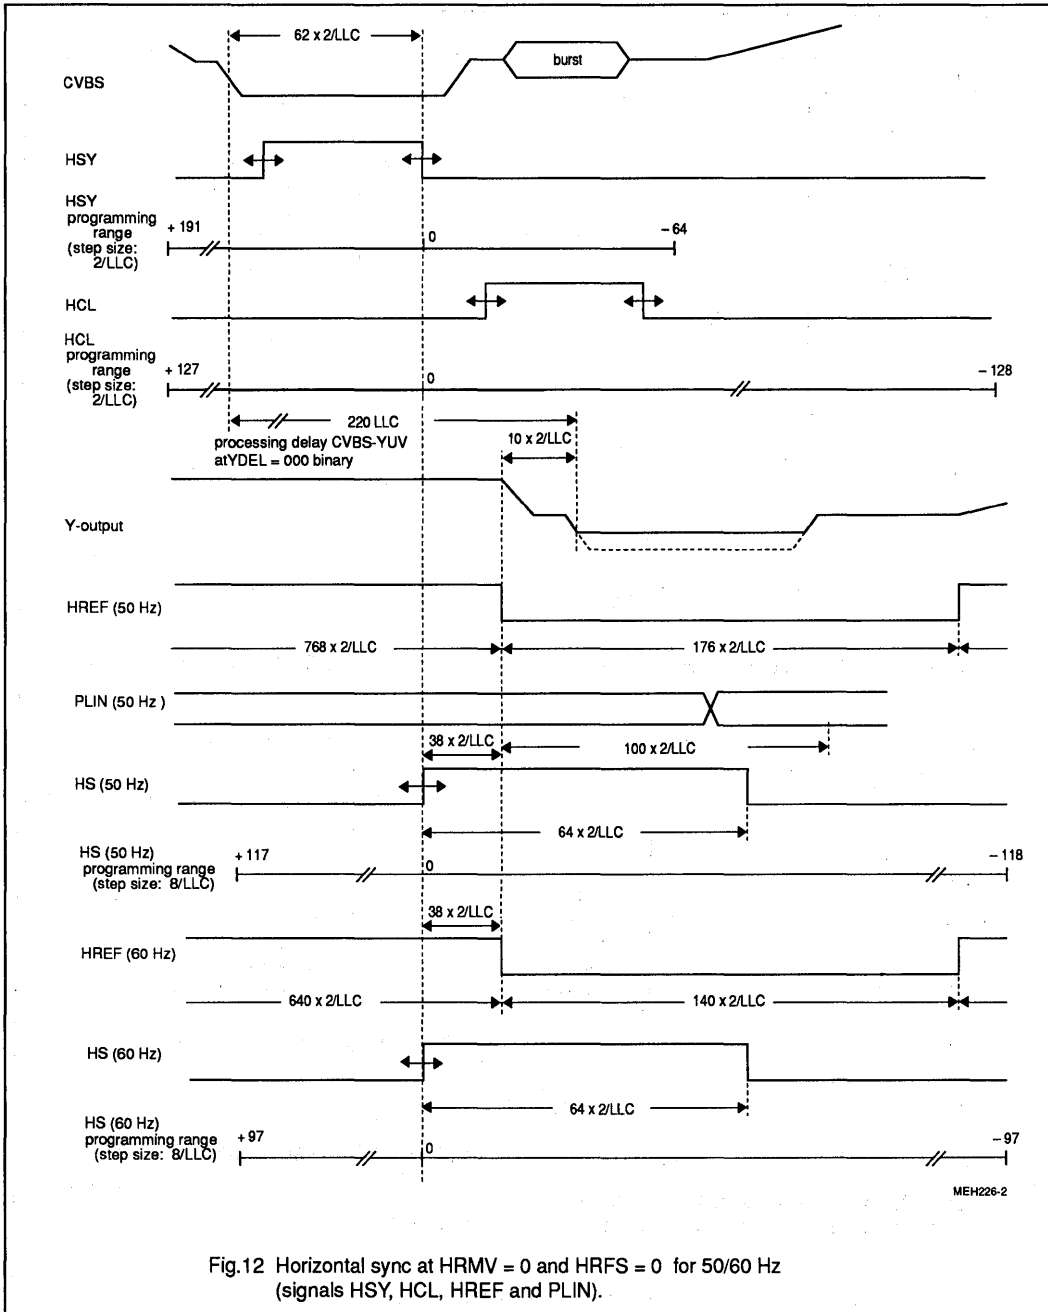 62 x 2/LLC
burst
CVBS
HSY
HSY
programming
range
(step size:
2/LLC)
+ 191
0
− 64
HCL
HCL
programming
range
(step size:
2/LLC)
+ 127
0
− 128
220 LLC
processing delay CVBS-YUV
atYDEL = 000 binary
10 x 2/LLC
Y-output
HREF (50 Hz)
768 x 2/LLC
176 x 2/LLC
PLIN (50 Hz )
38 x 2/LLC
100 x 2/LLC
HS (50 Hz)
64 x 2/LLC
HS (50 Hz)
programming range
(step size: 8/LLC)
+ 117
0
− 118
38 x 2/LLC
HREF (60 Hz)
640 x 2/LLC
140 x 2/LLC
HS (60 Hz)
64 x 2/LLC
HS (60 Hz)
programming range
(step size: 8/LLC)
+ 97
0
− 97
MEH226-2
Fig.12 Horizontal sync at HRMV = 0 and HRFS = 0 for 50/60 Hz
(signals HSY, HCL, HREF and PLIN).